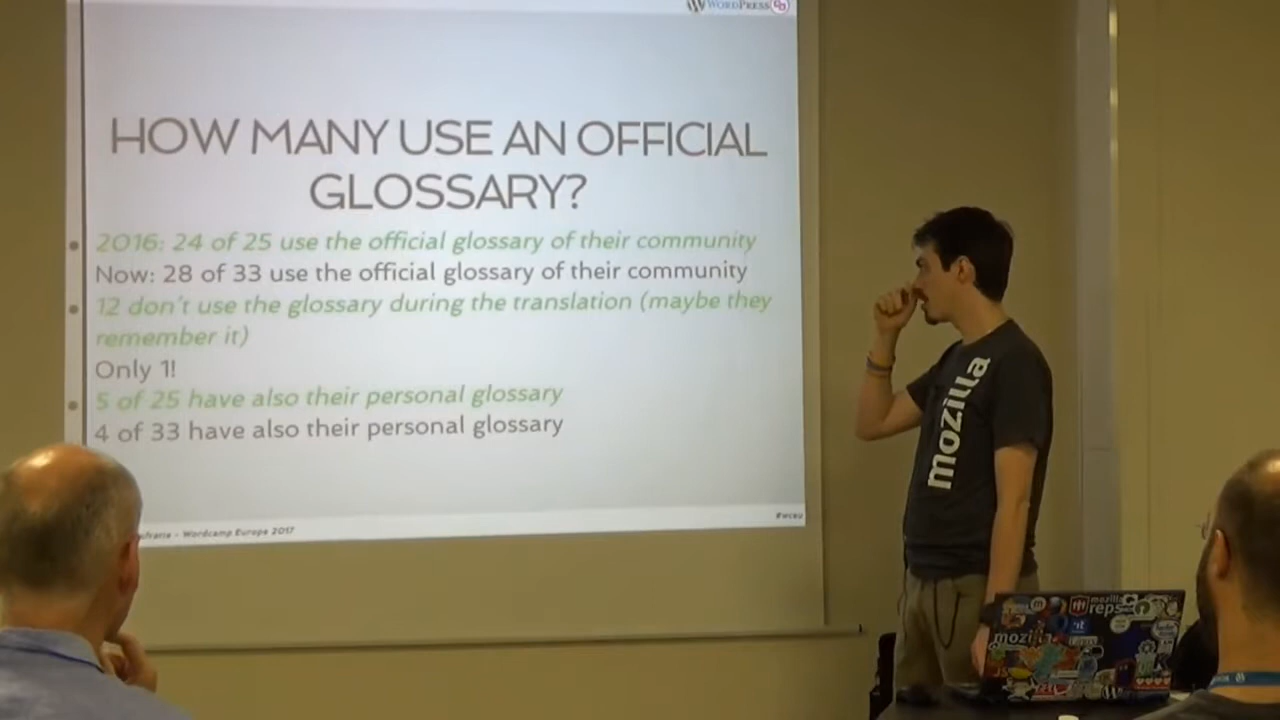 WORDPRESS
HOW MANY USE AN OFFICIAL
GLOSSARY?
2016: 24 of 25 use the official glossary of their community
Now: 28 of 33 use the official glossary of their community
12 don't use the glossary during the translation (maybe they
remember it)
Only 1!
5 of 25 have also their personal glossary
4 of 33 have also their personal glossary
- Wordcamp Europe 2017
#wceu
mozilla
mozilla
reps
mozilla